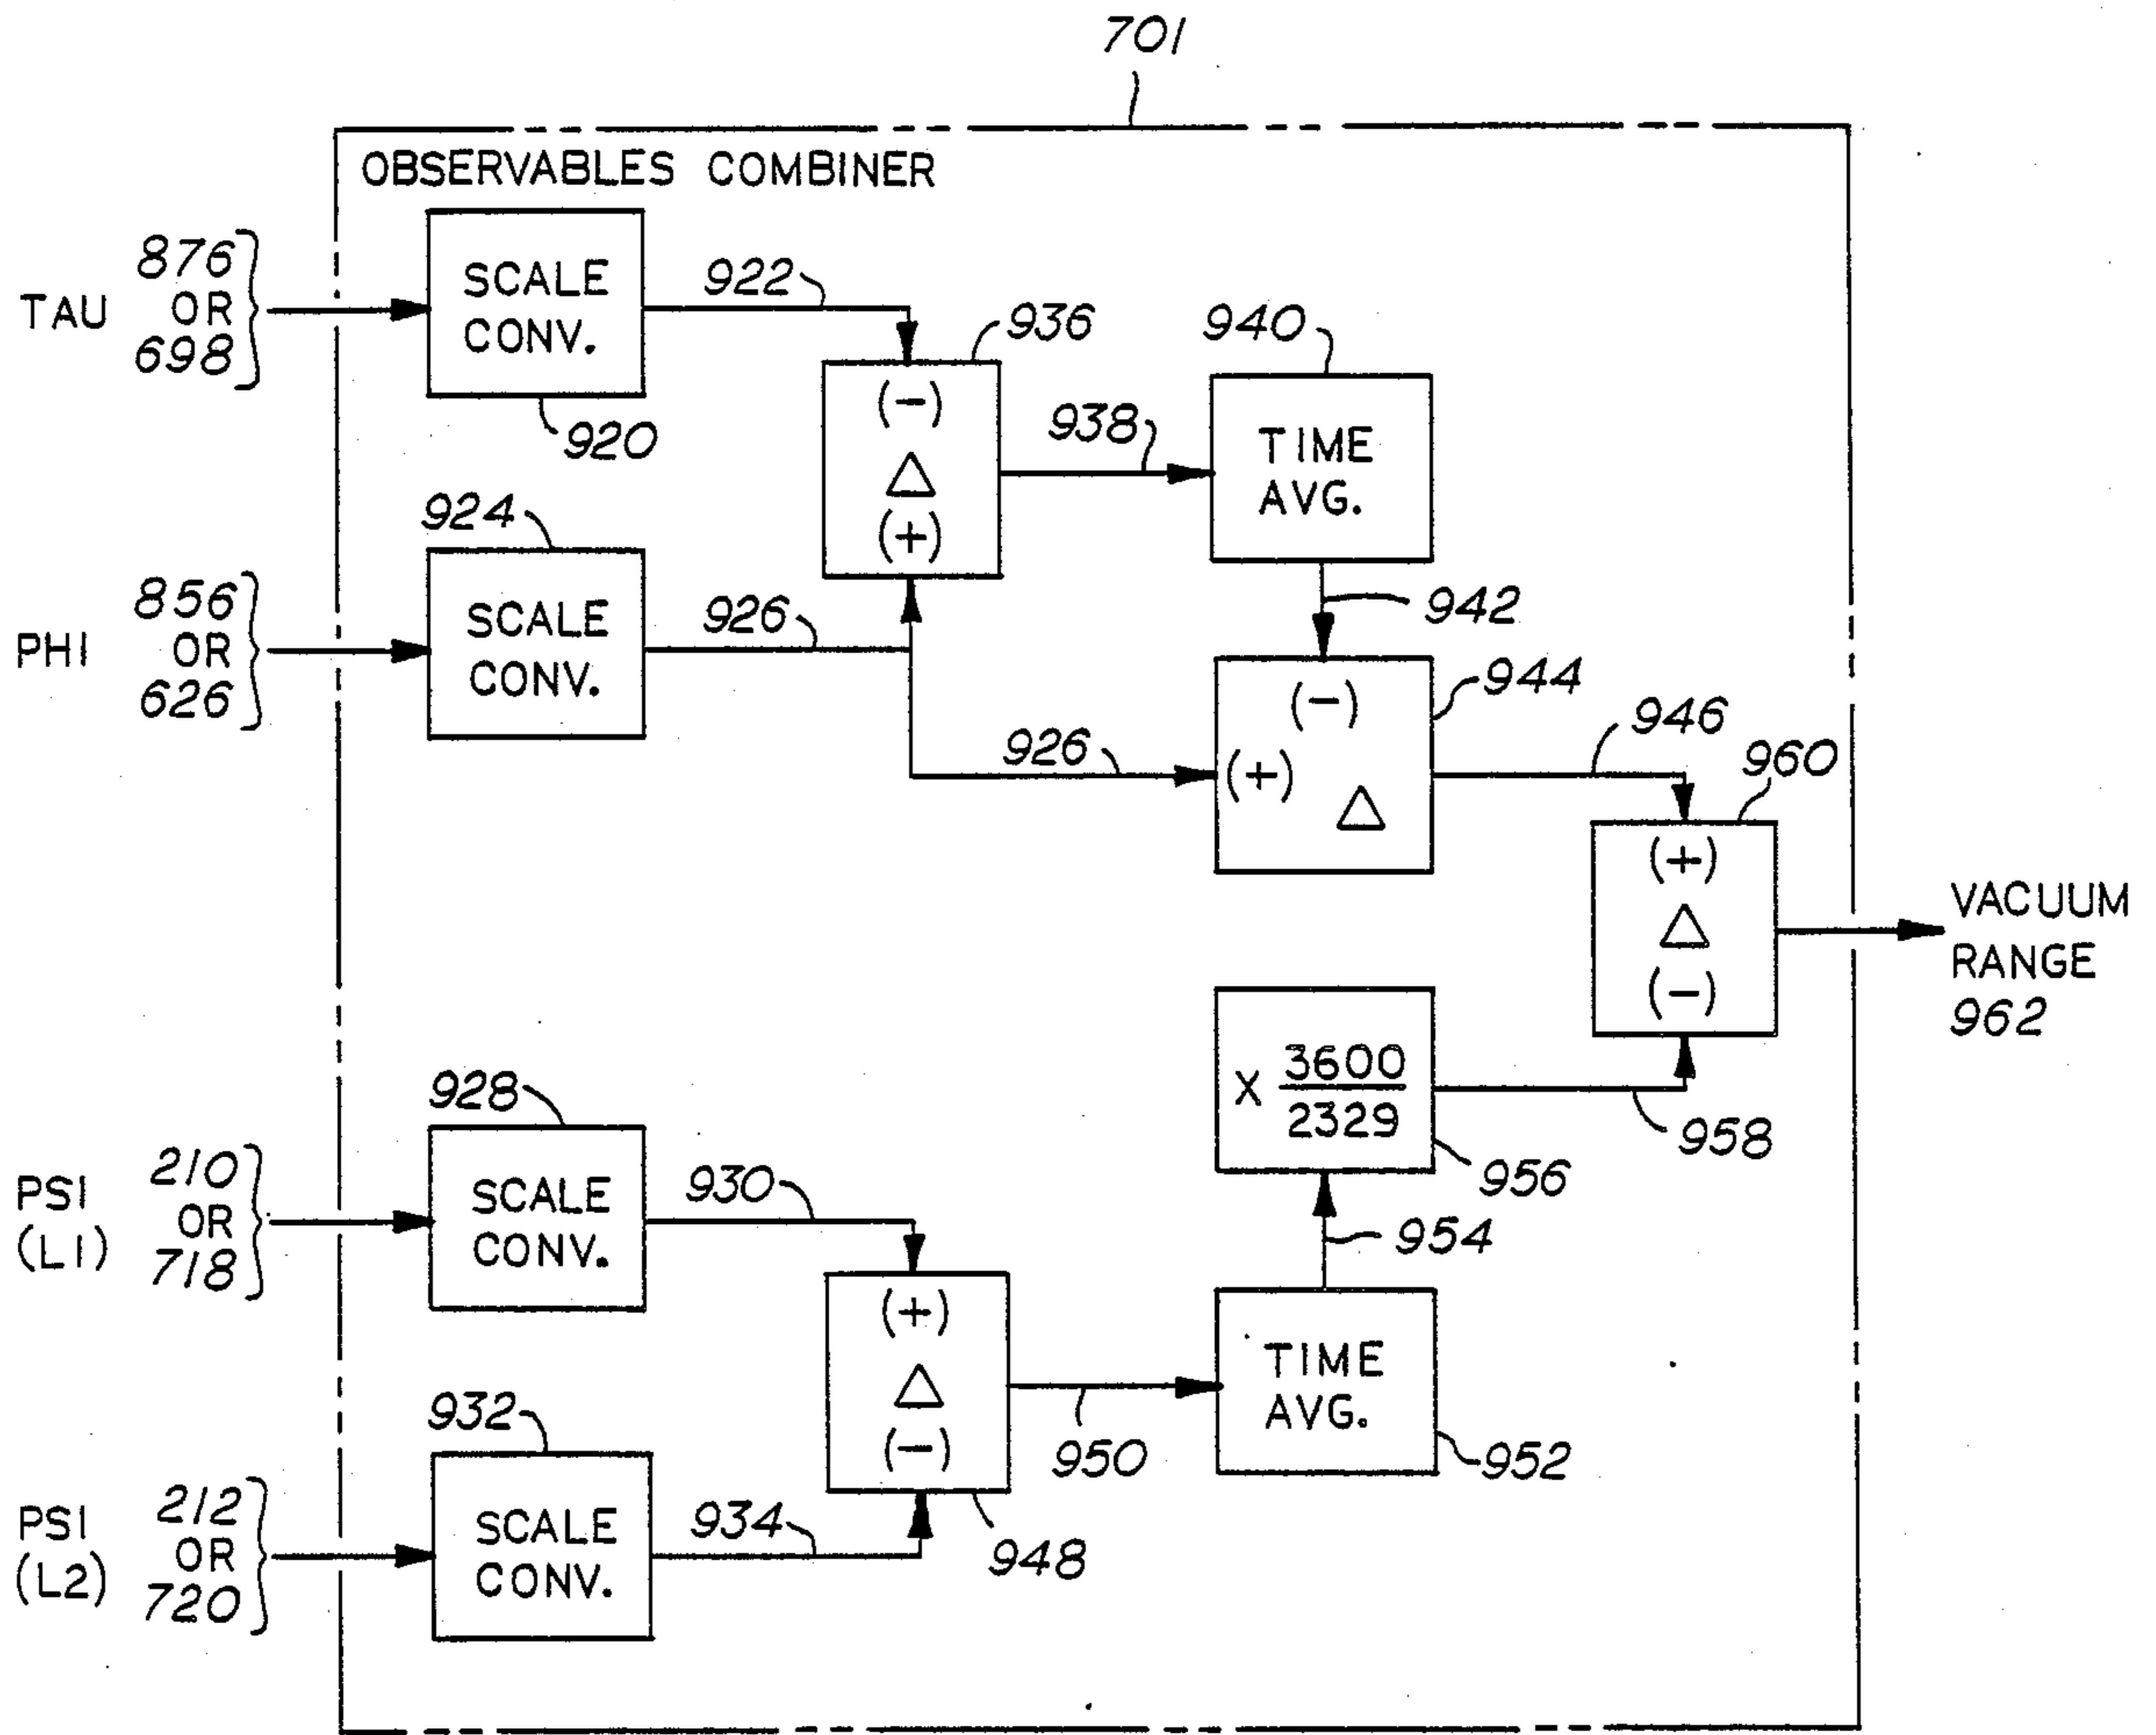 701
OBSERVABLES COMBINER
TAU
876
OR
698
SCALE
CONV.
920
922
(-)
△
(+)
936
938
940
TIME
AVG.
PHI
856
OR
626
924
SCALE
CONV.
926
942
926
(-)
(+)
△
944
946
960
(+)
△
(-)
VACUUM
RANGE
962
X 3600
2329
956
958
954
PSI
(L1)
210
OR
718
928
SCALE
CONV.
930
(+)
△
(-)
948
950
TIME
AVG.
952
PSI
(L2)
212
OR
720
932
SCALE
CONV.
934